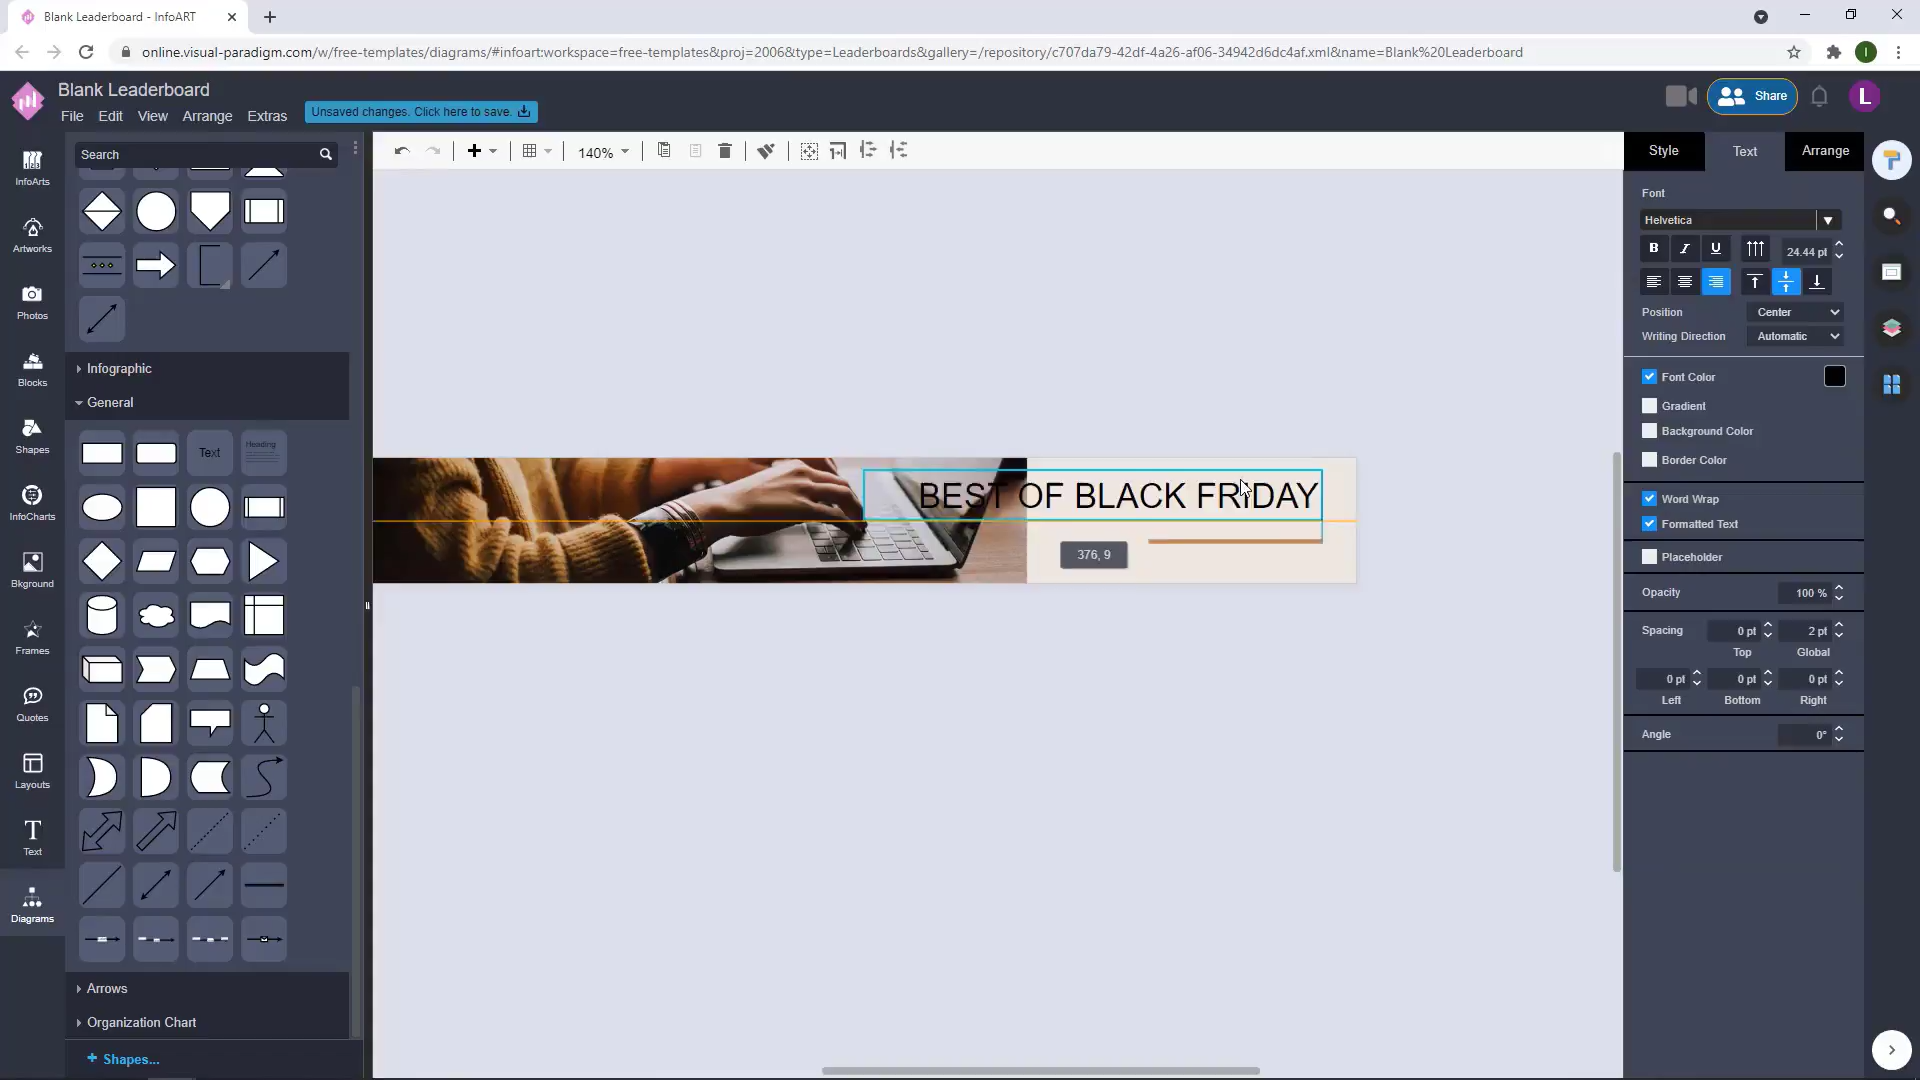 Blank Leaderboard - InfoART
online.visual-paradigm.com/w/free-templates/diagrams/#infoart:workspace=free-templates&proj=2006&type=Leaderboards&gallery=/repository/c707da79-42df-4a26-af06-34942d6dc4af.xml&name=Blank%20Leaderboard
I
Blank Leaderboard
File Edit View Arrange Extras
Unsaved changes. Click here to save.
Share
L
InfoArts
Artworks
Photos
Blocks
Shapes
InfoCharts
Bkground
Frames
Quotes
Layouts
Text
Diagrams
Search
Infographic
General
Text
Heading
Arrows
Organization Chart
+ Shapes...
140%
BEST OF BLACK FRIDAY
376, 9
Style Text Arrange
Font
Helvetica
B I U 24.44 pt
Position Center
Writing Direction Automatic
Font Color
Gradient
Background Color
Border Color
Word Wrap
Formatted Text
Placeholder
Opacity 100 %
Spacing 0 pt 2 pt
Top Global
0 pt 0 pt 0 pt
Left Bottom Right
Angle 0°